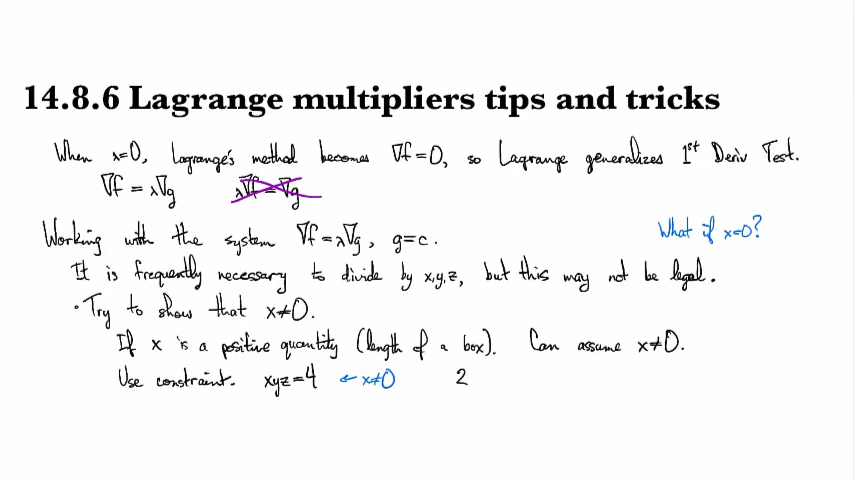 14.8.6 Lagrange multipliers tips and tricks
When λ=0, Lagrange's method becomes ∇f=0, so Lagrange generalizes 1st Deriv Test.
∇f = λ∇g λ∇f = ∇g
Working with the system ∇f=λ∇g, g=c.
What if x=0?
It is frequently necessary to divide by x,y,z, but this may not be legal.
· Try to show that x≠0.
If x is a positive quantity (length of a box). Can assume x≠0.
Use constraint. xyz=4 ← x≠0 2